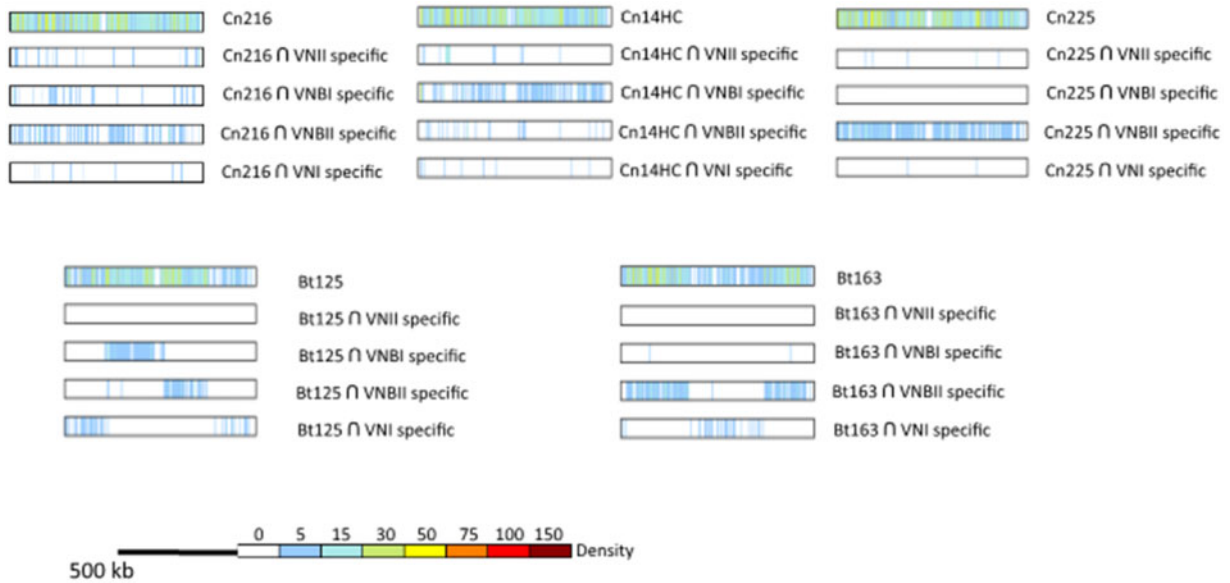 Cn216
Cn216 ∩ VNII specific
Cn216 ∩ VNBI specific
Cn216 ∩ VNBII specific
Cn216 ∩ VNI specific
Cn14HC
Cn14HC ∩ VNII specific
Cn14HC ∩ VNBI specific
Cn14HC ∩ VNBII specific
Cn14HC ∩ VNI specific
Cn225
Cn225 ∩ VNII specific
Cn225 ∩ VNBI specific
Cn225 ∩ VNBII specific
Cn225 ∩ VNI specific
Bt125
Bt125 ∩ VNII specific
Bt125 ∩ VNBI specific
Bt125 ∩ VNBII specific
Bt125 ∩ VNI specific
Bt163
Bt163 ∩ VNII specific
Bt163 ∩ VNBI specific
Bt163 ∩ VNBII specific
Bt163 ∩ VNI specific
0 5 15 30 50 75 100 150
Density
500 kb